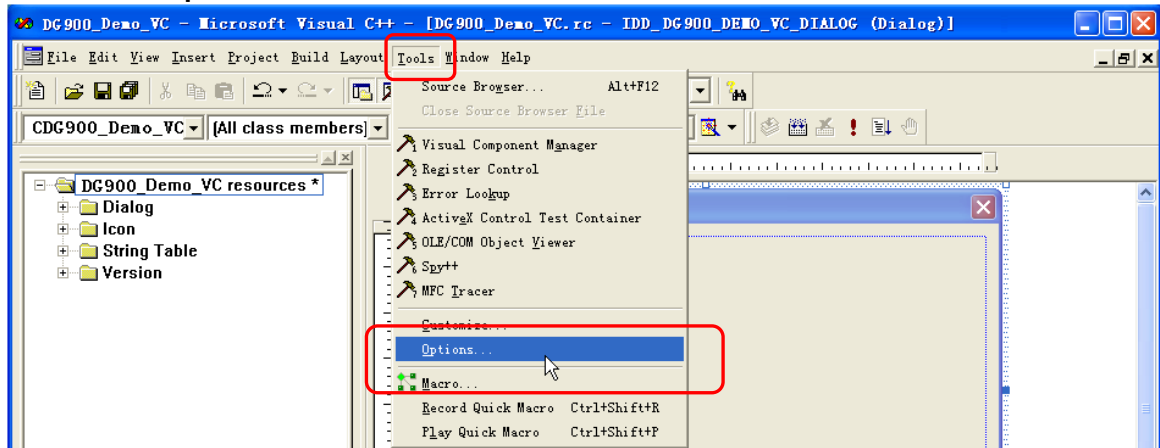 DG900_Demo_VC - Microsoft Visual C++ - [DG900_Demo_VC.rc - IDD_DG900_DEMO_VC_DIALOG (Dialog)]
File Edit View Insert Project Build Layout Tools Window Help
Source Browser... Alt+F12
Close Source Browser File
CDG900_Demo_VC [All class members]
Visual Component Manager
Register Control
Error Lookup
ActiveX Control Test Container
OLE/COM Object Viewer
Spy++
MFC Tracer
Customize...
Options...
Macro...
Record Quick Macro Ctrl+Shift+R
Play Quick Macro Ctrl+Shift+P
DG900_Demo_VC resources *
Dialog
Icon
String Table
Version